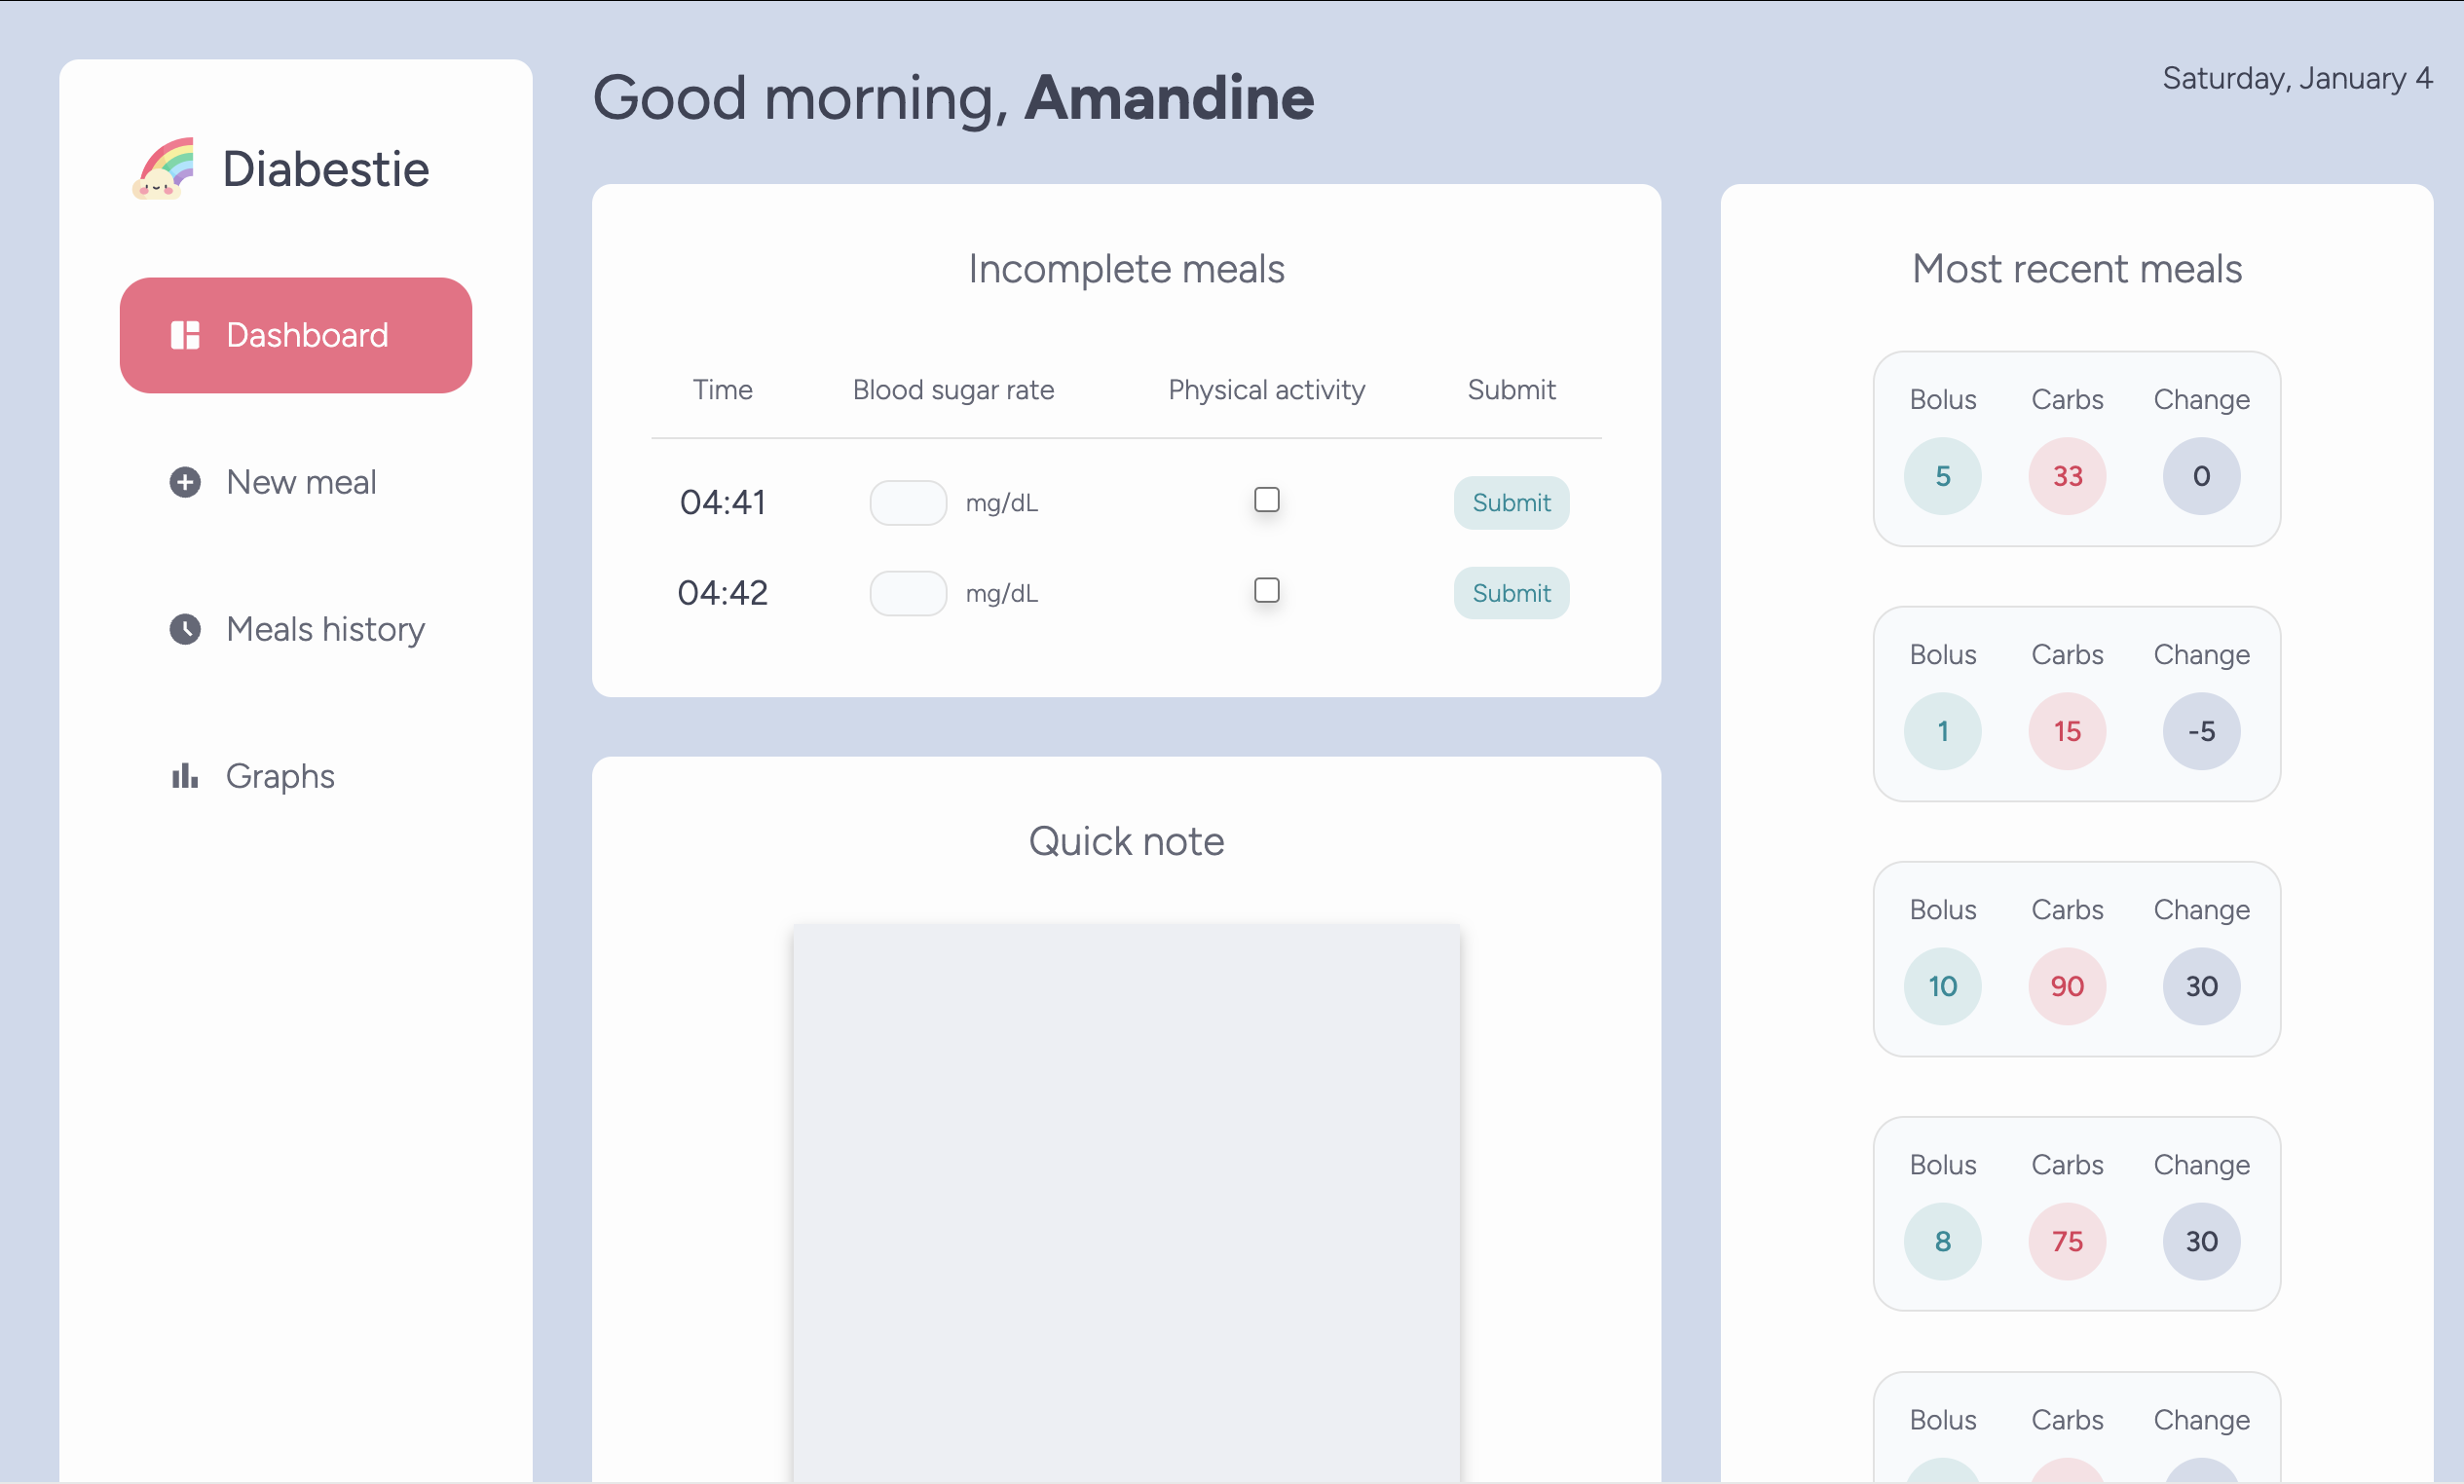 Diabestie
Dashboard
New meal
Meals history
Graphs
Good morning, Amandine
Saturday, January 4
Incomplete meals
Time Blood sugar rate Physical activity Submit
04:41 mg/dL Submit
04:42 mg/dL Submit
Quick note
Most recent meals
Bolus Carbs Change
5 33 0
Bolus Carbs Change
1 15 -5
Bolus Carbs Change
10 90 30
Bolus Carbs Change
8 75 30
Bolus Carbs Change